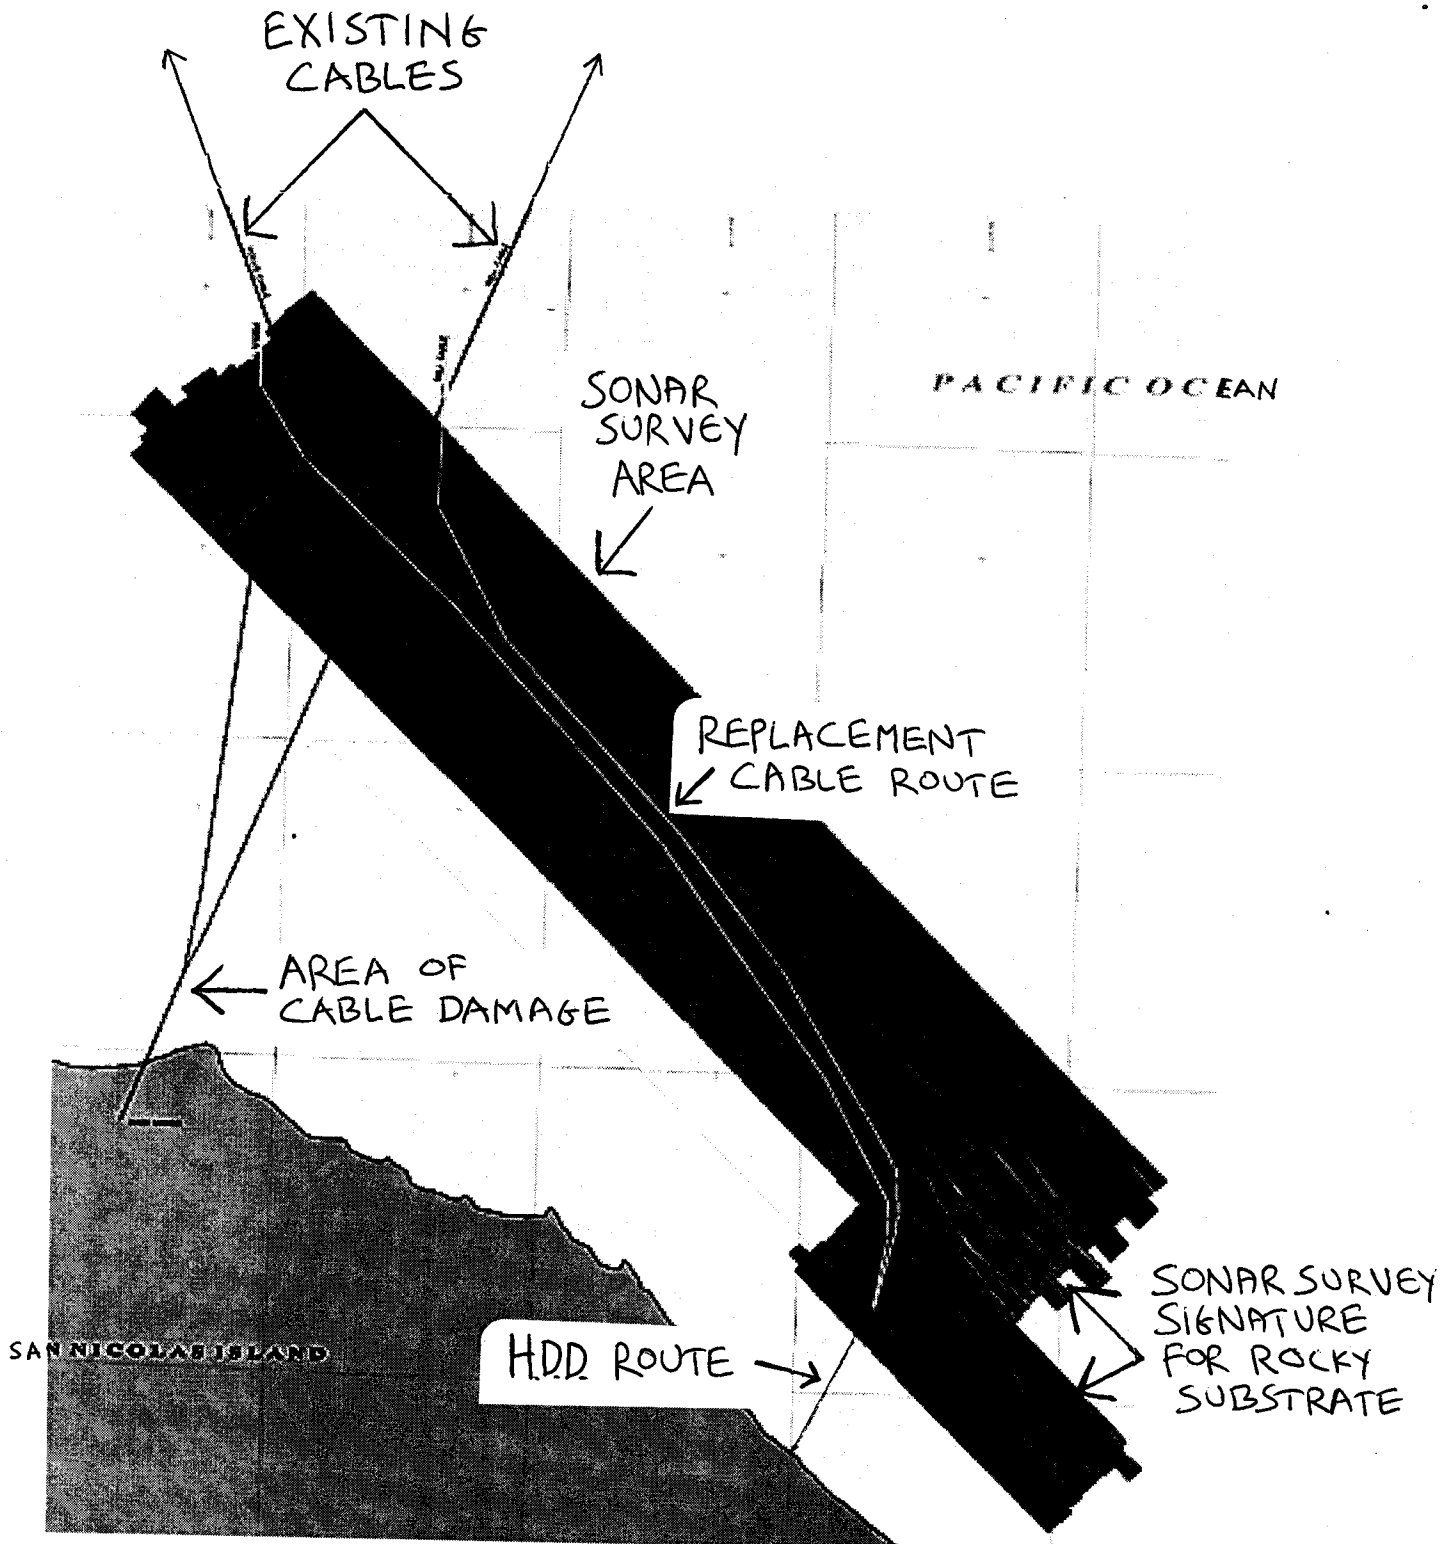 EXISTING
CABLES
PACIFIC OCEAN
SONAR
SURVEY
AREA
REPLACEMENT
CABLE ROUTE
AREA OF
CABLE DAMAGE
SONAR SURVEY
SIGNATURE
FOR ROCKY
SUBSTRATE
SAN NICOLAS ISLAND
H.D.D. ROUTE